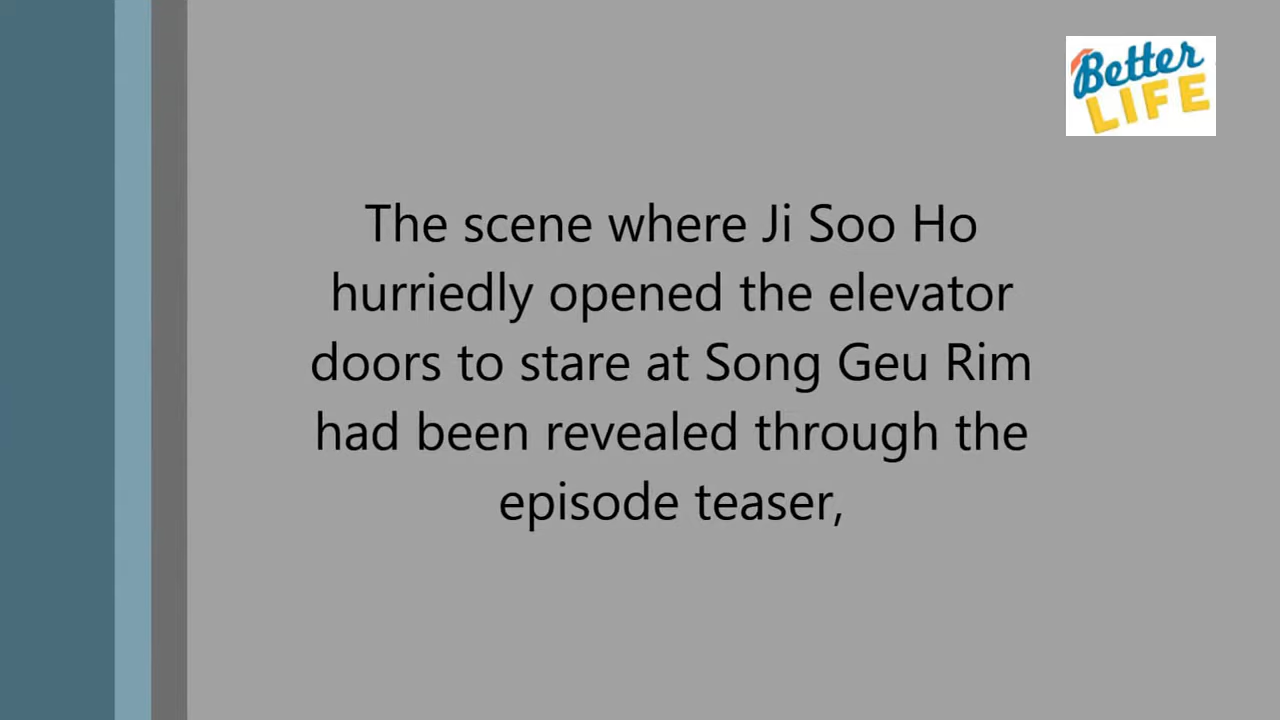 Better
LIFE
The scene where Ji Soo Ho
hurriedly opened the elevator
doors to stare at Song Geu Rim
had been revealed through the
episode teaser,